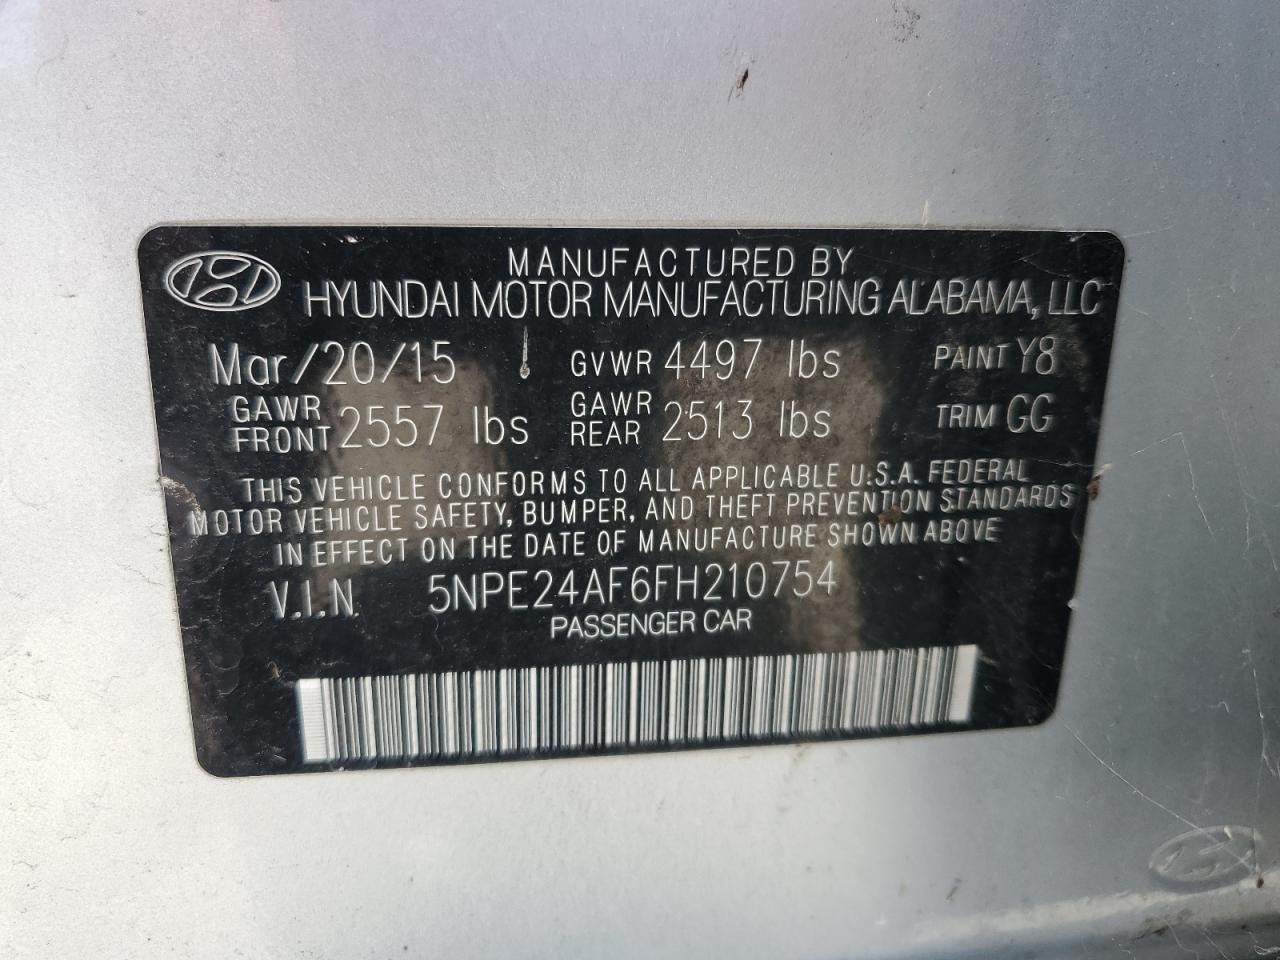 MANUFACTURED BY
HYUNDAI MOTOR MANUFACTURING ALABAMA, LLC
Mar/20/15 GVWR 4497 lbs PAINT Y8
GAWR FRONT 2557 lbs GAWR REAR 2513 lbs TRIM GG
THIS VEHICLE CONFORMS TO ALL APPLICABLE U.S.A. FEDERAL
MOTOR VEHICLE SAFETY, BUMPER, AND THEFT PREVENTION STANDARDS
IN EFFECT ON THE DATE OF MANUFACTURE SHOWN ABOVE
V.I.N. 5NPE24AF6FH210754
PASSENGER CAR